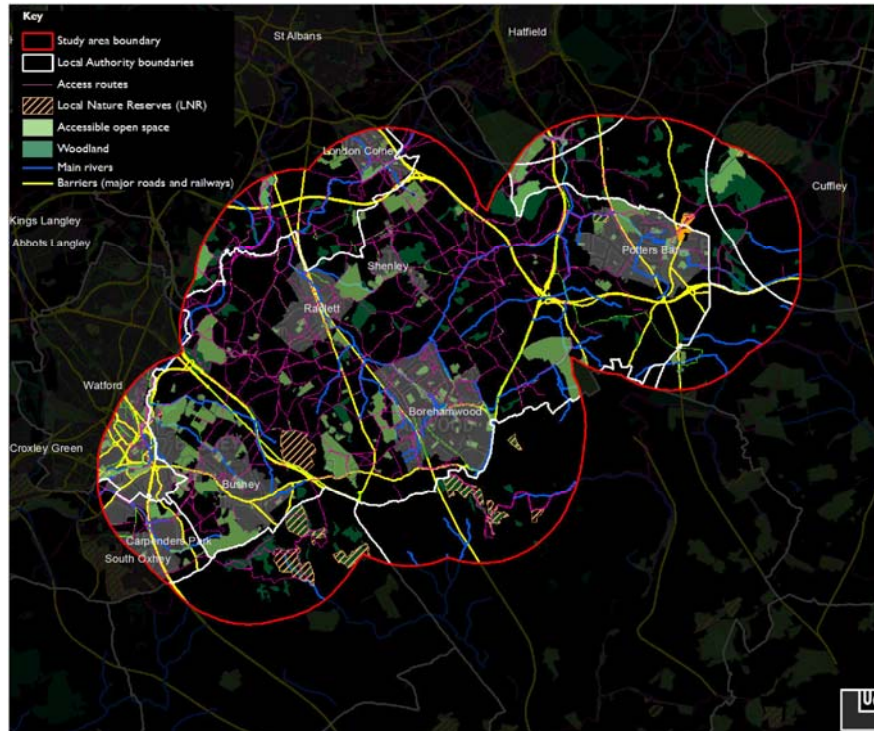 Key
Study area boundary
Local Authority boundaries
Access routes
Local Nature Reserves (LNR)
Accessible open space
Woodland
Main rivers
Barriers (major roads and railways)
St Albans
Hatfield
London Colney
Cuffley
Kings Langley
Abbots Langley
Potters Bar
Shenley
Radlett
Watford
Borehamwood
Croxley Green
Bushey
Carpenders Park
South Oxhey